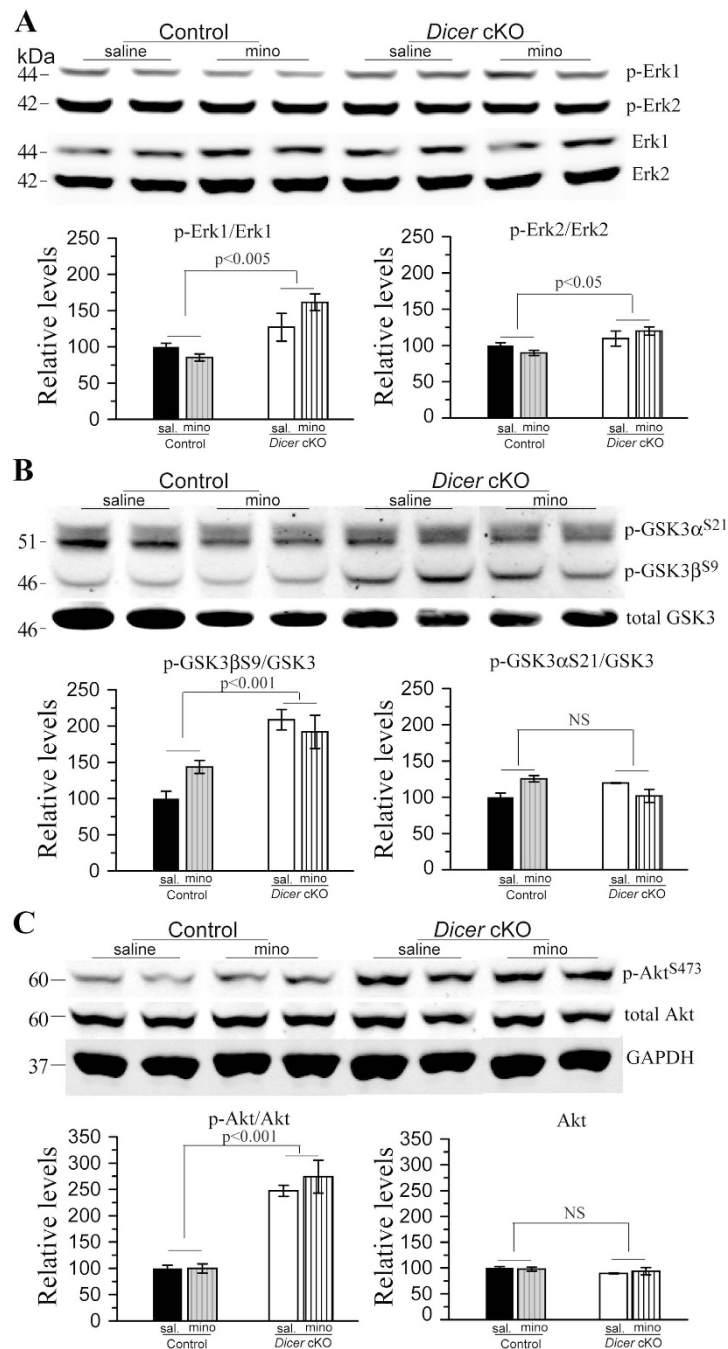 A
Control Dicer cKO
saline mino saline mino
kDa
44 p-Erk1
42 p-Erk2
44 Erk1
42 Erk2
p-Erk1/Erk1 p-Erk2/Erk2
Relative levels Relative levels
250 250
200 200
150 150
100 100
50 50
0 0
p<0.005 p<0.05
sal. mino sal. mino sal. mino sal. mino
Control Dicer cKO Control Dicer cKO
B
Control Dicer cKO
saline mino saline mino
51 p-GSK3α^S21
46 p-GSK3β^S9
46 total GSK3
p-GSK3βS9/GSK3 p-GSK3αS21/GSK3
Relative levels Relative levels
250 250
200 200
150 150
100 100
50 50
0 0
p<0.001 NS
sal. mino sal. mino sal. mino sal. mino
Control Dicer cKO Control Dicer cKO
C
Control Dicer cKO
saline mino saline mino
60 p-Akt^S473
60 total Akt
37 GAPDH
p-Akt/Akt Akt
Relative levels Relative levels
350 350
300 300
250 250
200 200
150 150
100 100
50 50
0 0
p<0.001 NS
sal. mino sal. mino sal. mino sal. mino
Control Dicer cKO Control Dicer cKO